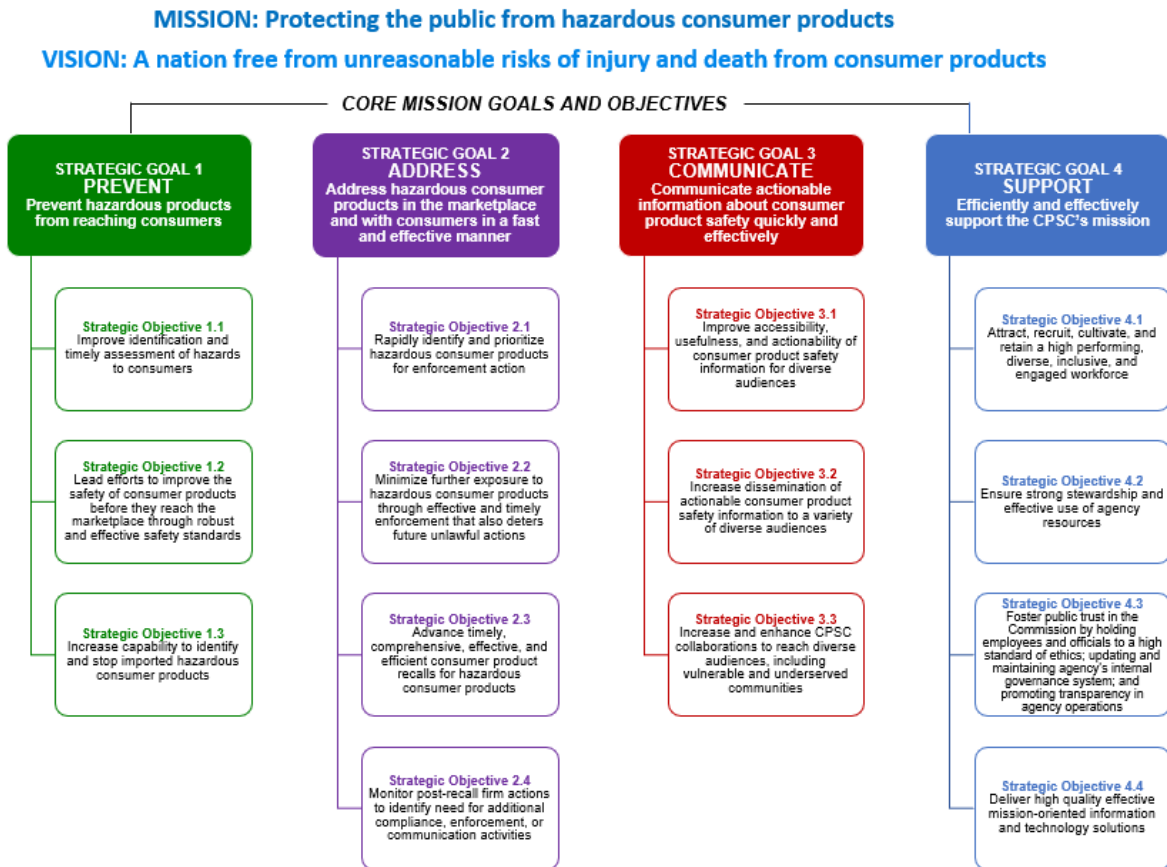 MISSION: Protecting the public from hazardous consumer products
VISION: A nation free from unreasonable risks of injury and death from consumer products
CORE MISSION GOALS AND OBJECTIVES
STRATEGIC GOAL 1
PREVENT
Prevent hazardous products
from reaching consumers
Strategic Objective 1.1
Improve identification and
timely assessment of hazards
to consumers
Strategic Objective 1.2
Lead efforts to improve the
safety of consumer products
before they reach the
marketplace through robust
and effective safety standards
Strategic Objective 1.3
Increase capability to identify
and stop imported hazardous
consumer products
STRATEGIC GOAL 2
ADDRESS
Address hazardous consumer
products in the marketplace
and with consumers in a fast
and effective manner
Strategic Objective 2.1
Rapidly identify and prioritize
hazardous consumer products
for enforcement action
Strategic Objective 2.2
Minimize further exposure to
hazardous consumer products
through effective and timely
enforcement that also deters
future unlawful actions
Strategic Objective 2.3
Advance timely,
comprehensive, effective, and
efficient consumer product
recalls for hazardous
consumer products
Strategic Objective 2.4
Monitor post-recall firm actions
to identify need for additional
compliance, enforcement, or
communication activities
STRATEGIC GOAL 3
COMMUNICATE
Communicate actionable
information about consumer
product safety quickly and
effectively
Strategic Objective 3.1
Improve accessibility,
usefulness, and actionability of
consumer product safety
information for diverse
audiences
Strategic Objective 3.2
Increase dissemination of
actionable consumer product
safety information to a variety
of diverse audiences
Strategic Objective 3.3
Increase and enhance CPSC
collaborations to reach diverse
audiences, including
vulnerable and underserved
communities
STRATEGIC GOAL 4
SUPPORT
Efficiently and effectively
support the CPSC's mission
Strategic Objective 4.1
Attract, recruit, cultivate, and
retain a high performing,
diverse, inclusive, and
engaged workforce
Strategic Objective 4.2
Ensure strong stewardship and
effective use of agency
resources
Strategic Objective 4.3
Foster public trust in the
Commission by holding
employees and officials to a high
standard of ethics; updating and
maintaining agency's internal
governance system; and
promoting transparency in
agency operations
Strategic Objective 4.4
Deliver high quality effective
mission-oriented information
and technology solutions